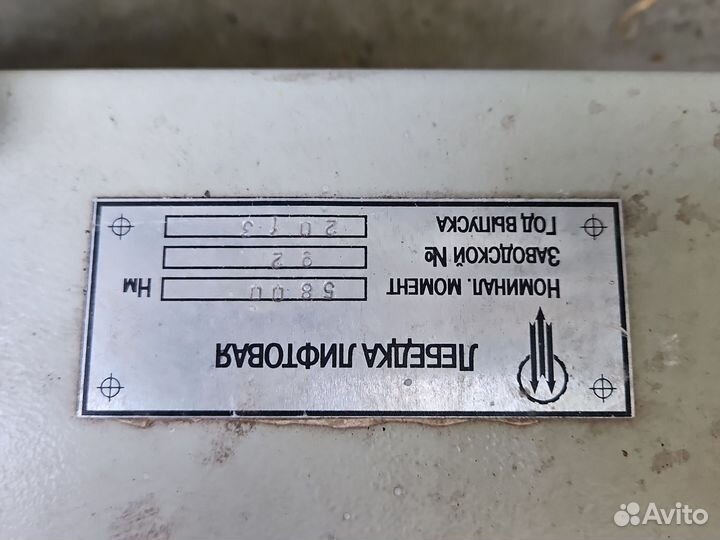 ЛЕБЕДКА ЛИФТОВАЯ
НОМИНАЛ. МОМЕНТ 5800 Нм
ЗАВОДСКОЙ № 92
ГОД ВЫПУСКА 2013
Avito